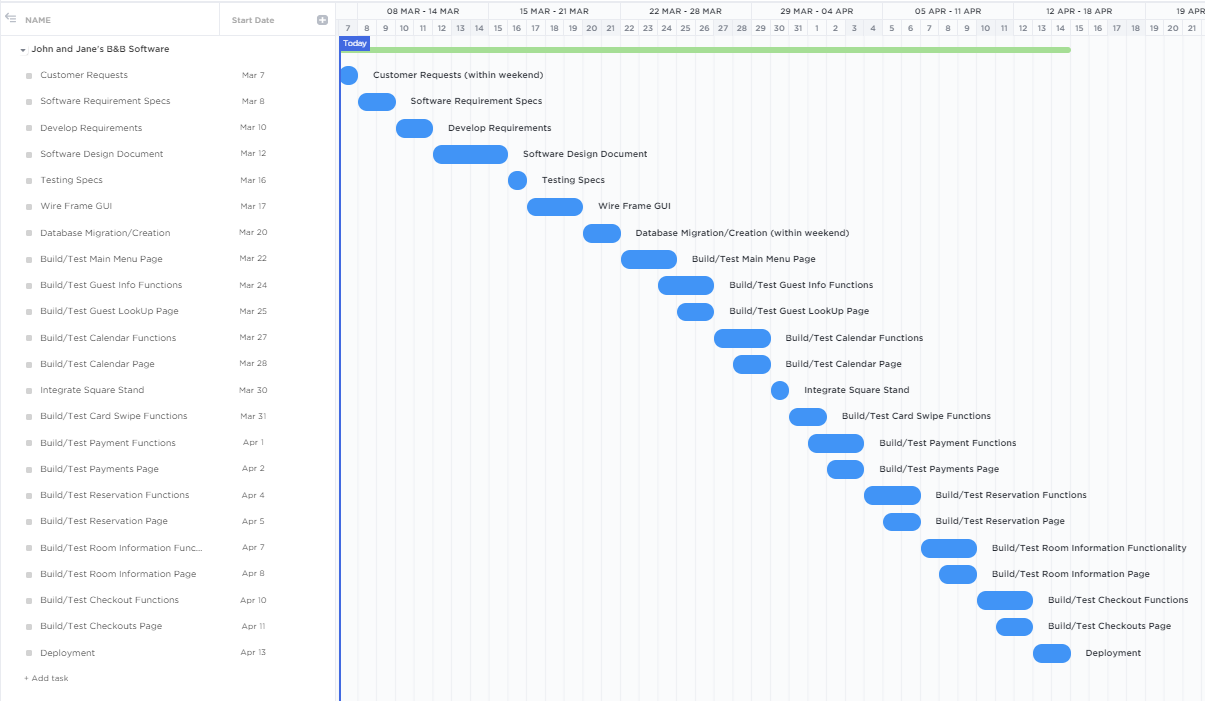 08 MAR - 14 MAR 15 MAR - 21 MAR 22 MAR - 28 MAR 29 MAR - 04 APR 05 APR - 11 APR 12 APR - 18 APR 19 APR
NAME Start Date
7 8 9 10 11 12 13 14 15 16 17 18 19 20 21 22 23 24 25 26 27 28 29 30 31 1 2 3 4 5 6 7 8 9 10 11 12 13 14 15 16 17 18 19 20 21
Today
John and Jane's B&B Software
Customer Requests Mar 7 Customer Requests (within weekend)
Software Requirement Specs Mar 8 Software Requirement Specs
Develop Requirements Mar 10 Develop Requirements
Software Design Document Mar 12 Software Design Document
Testing Specs Mar 16 Testing Specs
Wire Frame GUI Mar 17 Wire Frame GUI
Database Migration/Creation Mar 20 Database Migration/Creation (within weekend)
Build/Test Main Menu Page Mar 22 Build/Test Main Menu Page
Build/Test Guest Info Functions Mar 24 Build/Test Guest Info Functions
Build/Test Guest LookUp Page Mar 25 Build/Test Guest LookUp Page
Build/Test Calendar Functions Mar 27 Build/Test Calendar Functions
Build/Test Calendar Page Mar 28 Build/Test Calendar Page
Integrate Square Stand Mar 30 Integrate Square Stand
Build/Test Card Swipe Functions Mar 31 Build/Test Card Swipe Functions
Build/Test Payment Functions Apr 1 Build/Test Payment Functions
Build/Test Payments Page Apr 2 Build/Test Payments Page
Build/Test Reservation Functions Apr 4 Build/Test Reservation Functions
Build/Test Reservation Page Apr 5 Build/Test Reservation Page
Build/Test Room Information Func... Apr 7 Build/Test Room Information Functionality
Build/Test Room Information Page Apr 8 Build/Test Room Information Page
Build/Test Checkout Functions Apr 10 Build/Test Checkout Functions
Build/Test Checkouts Page Apr 11 Build/Test Checkouts Page
Deployment Apr 13 Deployment
+ Add task